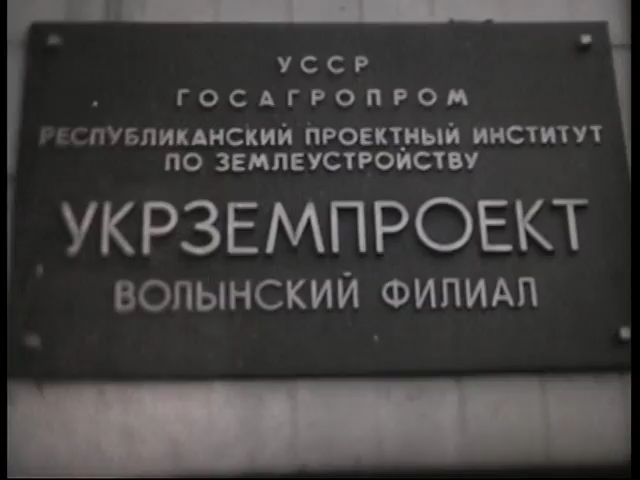 УССР
ГОСАГРОПРОМ
РЕСПУБЛИКАНСКИЙ ПРОЕКТНЫЙ ИНСТИТУТ
ПО ЗЕМЛЕУСТРОЙСТВУ
УКРЗЕМПРОЕКТ
ВОЛЫНСКИЙ ФИЛИАЛ